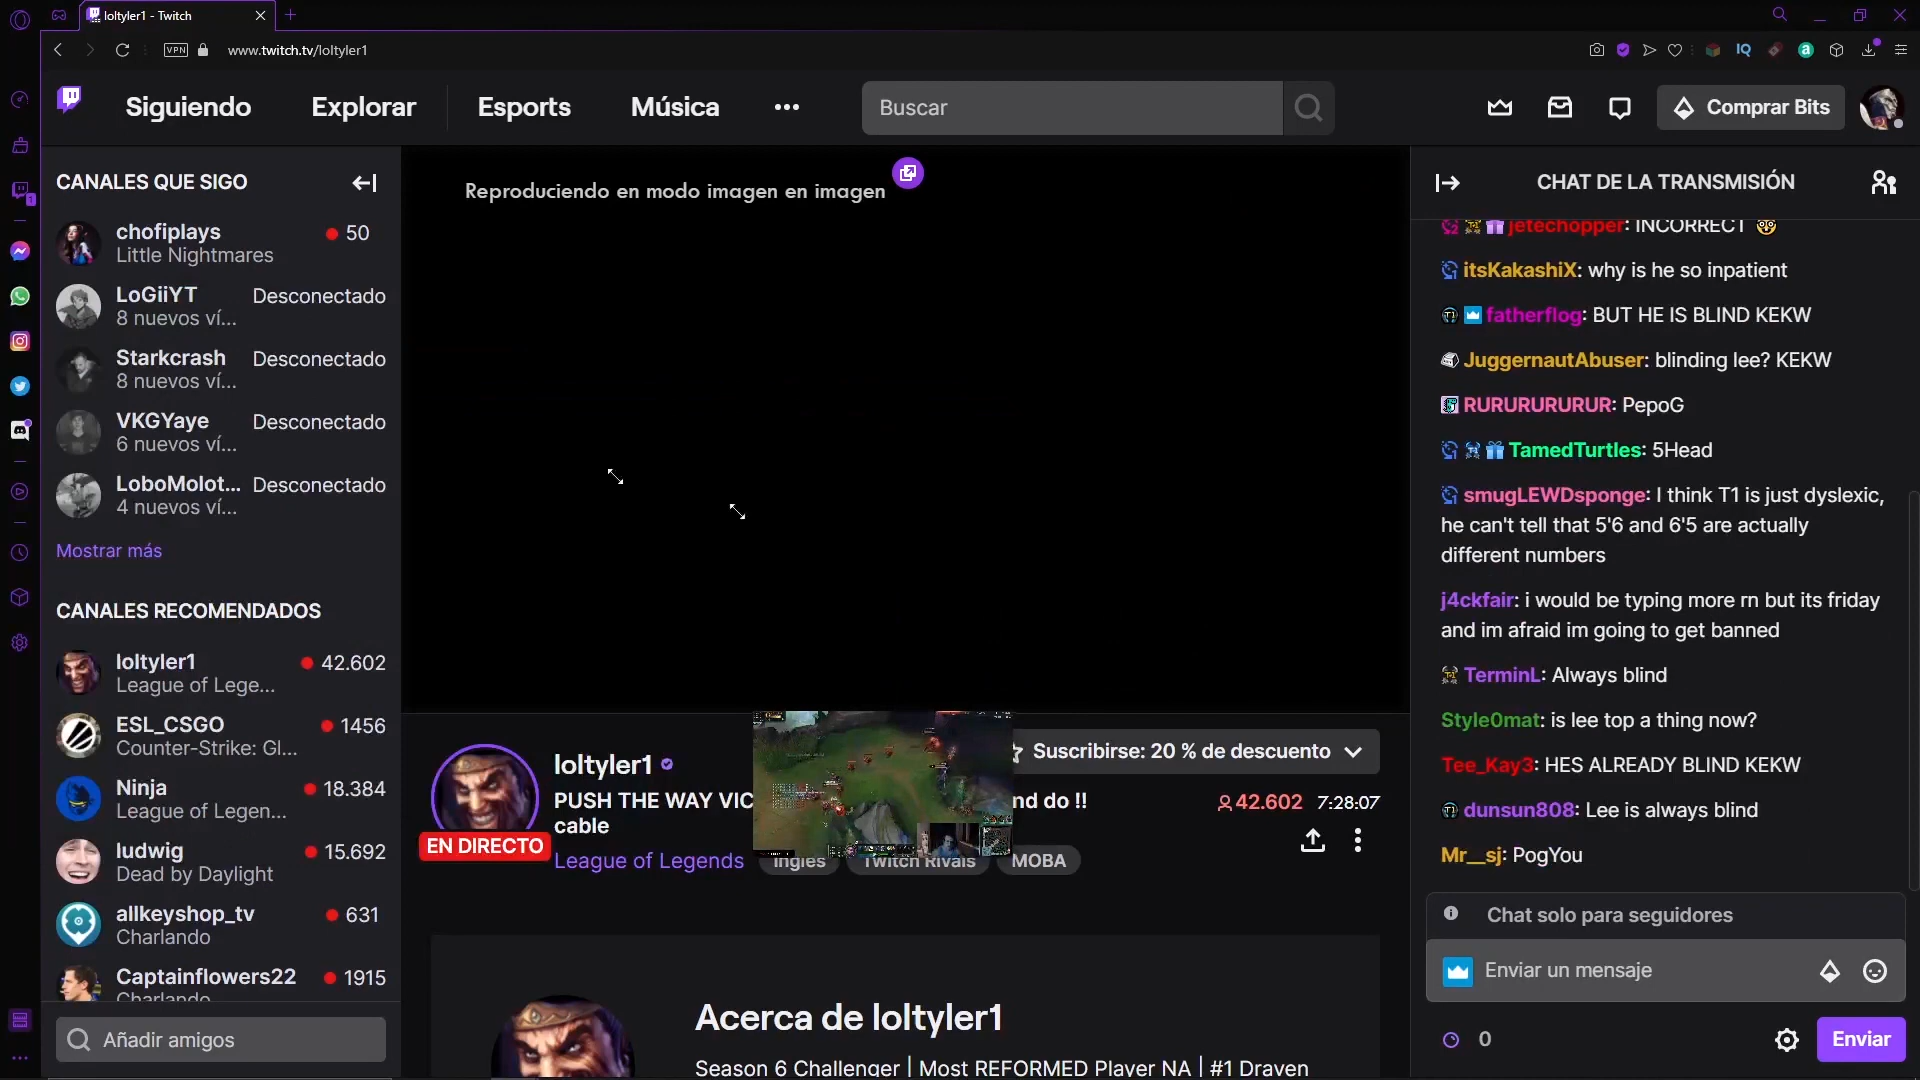 loltyler1 - Twitch
VPN
www.twitch.tv/loltyler1
IQ
a
Siguiendo
Explorar
Esports
Música
Buscar
Comprar Bits
CANALES QUE SIGO
chofiplays
50
Little Nightmares
LoGiiYT
Desconectado
8 nuevos ví...
Starkcrash
Desconectado
8 nuevos ví...
VKGYaye
Desconectado
6 nuevos ví...
LoboMolot...
Desconectado
4 nuevos ví...
Mostrar más
CANALES RECOMENDADOS
loltyler1
42.602
League of Lege...
ESL_CSGO
1456
Counter-Strike: Gl...
Ninja
18.384
League of Legen...
ludwig
15.692
Dead by Daylight
allkeyshop_tv
631
Charlando
Captainflowers22
1915
Charlando
Añadir amigos
Reproduciendo en modo imagen en imagen
loltyler1
Suscribirse: 20 % de descuento
PUSH THE WAY VIC
nd do !!
cable
42.602
7:28:07
EN DIRECTO
League of Legends
Inglés
Twitch Rivals
MOBA
Acerca de loltyler1
Season 6 Challenger | Most REFORMED Player NA | #1 Draven
CHAT DE LA TRANSMISIÓN
jetechopper: INCORRECT
itsKakashiX: why is he so inpatient
fatherflog: BUT HE IS BLIND KEKW
JuggernautAbuser: blinding lee? KEKW
RURURURURUR: PepoG
TamedTurtles: 5Head
smugLEWDsponge: I think T1 is just dyslexic,
he can't tell that 5'6 and 6'5 are actually
different numbers
j4ckfair: i would be typing more rn but its friday
and im afraid im going to get banned
TerminL: Always blind
Style0mat: is lee top a thing now?
Tee_Kay3: HES ALREADY BLIND KEKW
dunsun808: Lee is always blind
Mr__sj: PogYou
Chat solo para seguidores
Enviar un mensaje
0
Enviar